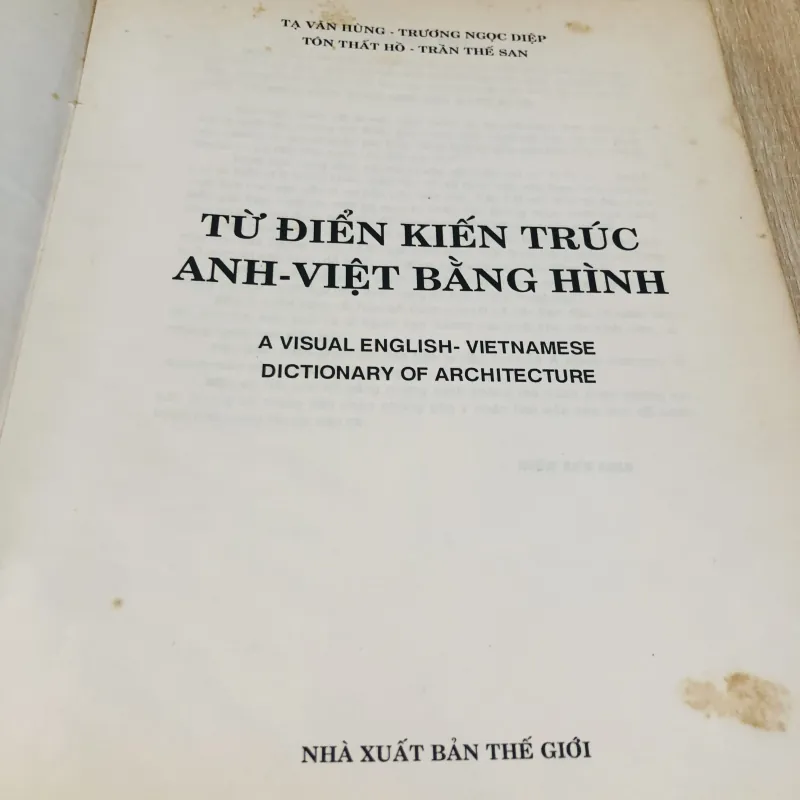 TẠ VĂN HÙNG - TRƯƠNG NGỌC DIỆP
TÔN THẤT HỒ - TRẦN THẾ SAN
TỪ ĐIỂN KIẾN TRÚC
ANH-VIỆT BẰNG HÌNH
A VISUAL ENGLISH- VIETNAMESE
DICTIONARY OF ARCHITECTURE
NHÀ XUẤT BẢN THẾ GIỚI